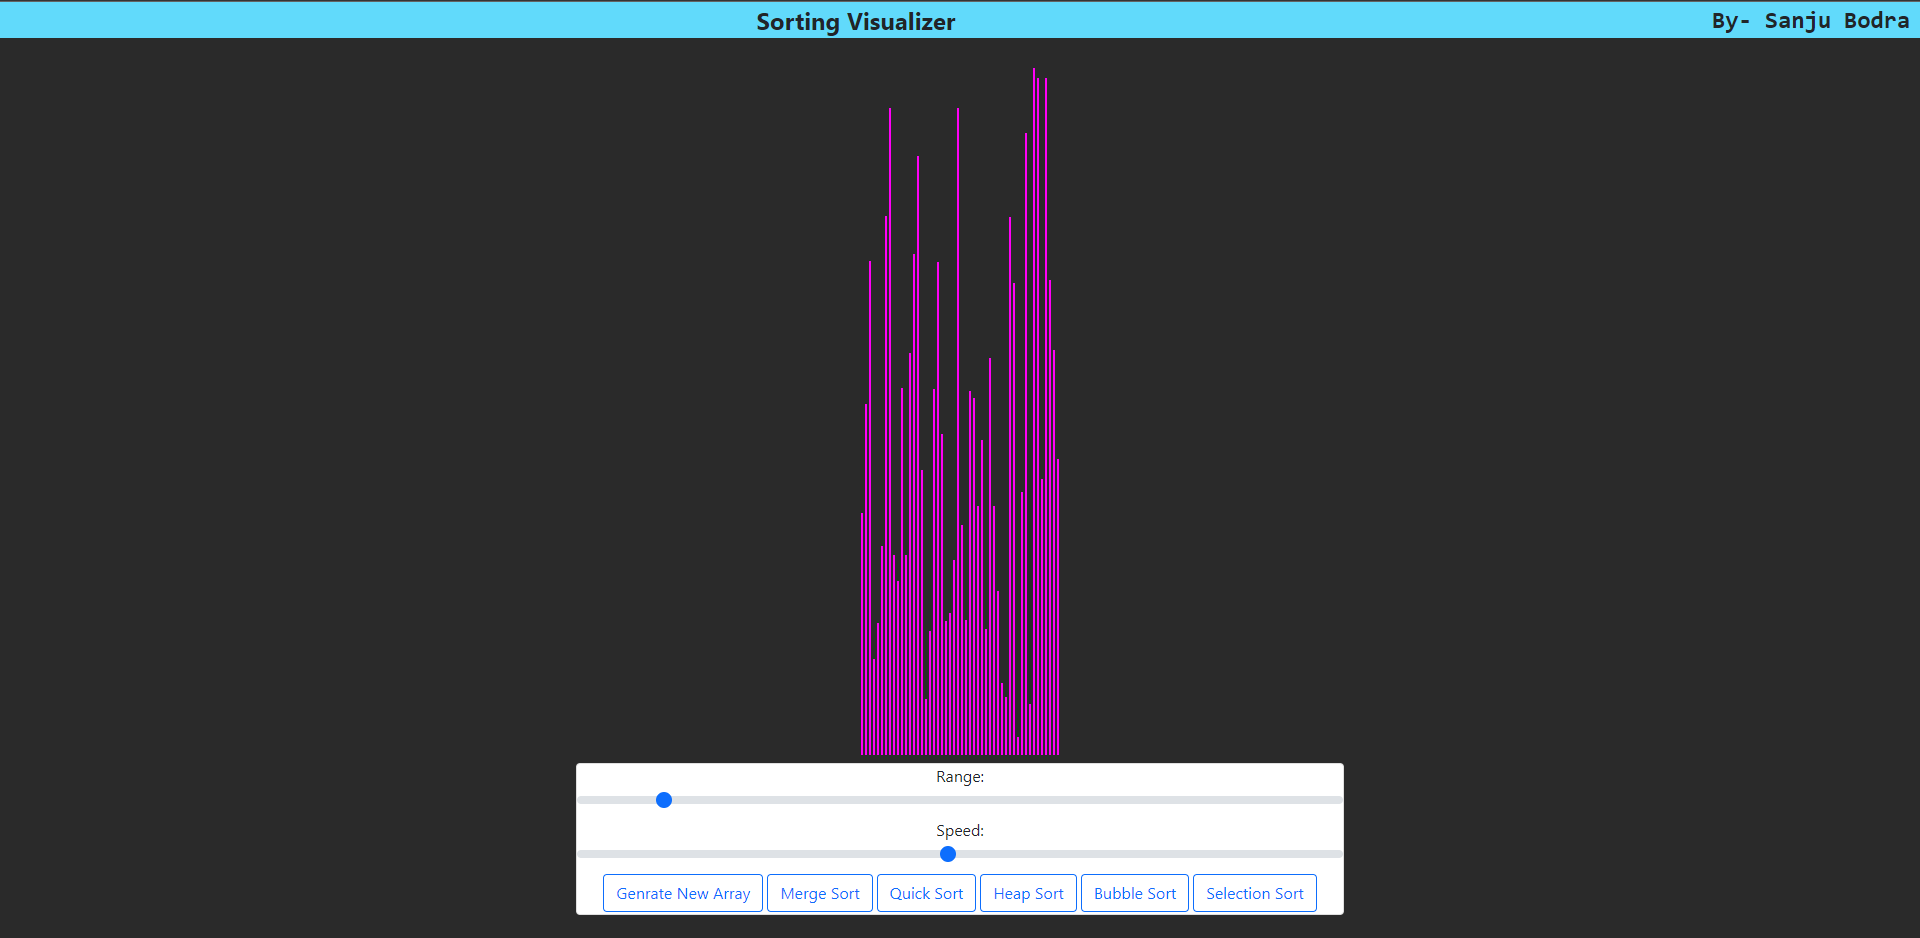 Sorting Visualizer
By- Sanju Bodra
Range:
Speed:
Genrate New Array
Merge Sort
Quick Sort
Heap Sort
Bubble Sort
Selection Sort